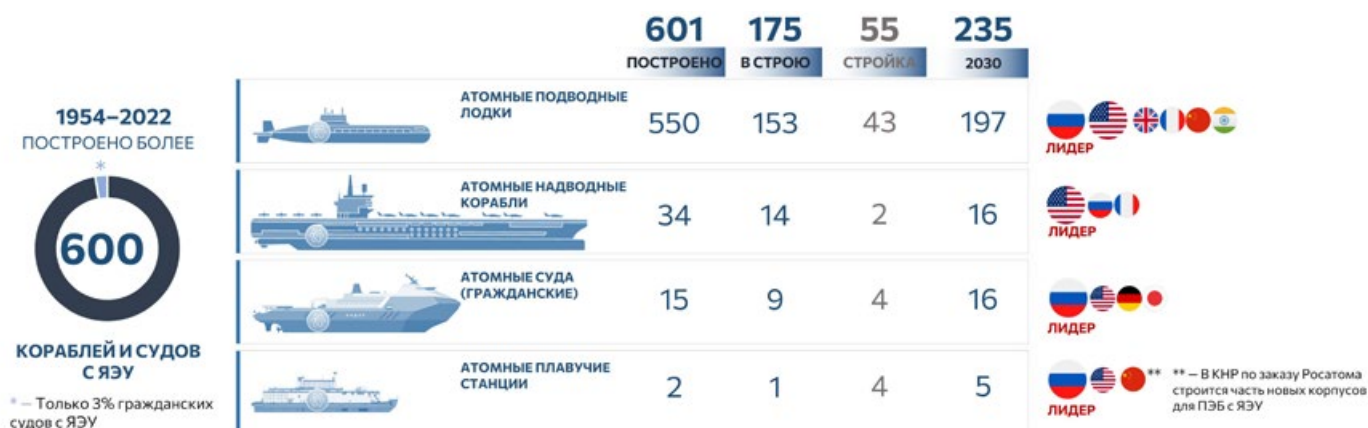 601 175 55 235
ПОСТРОЕНО В СТРОЮ СТРОЙКА 2030
1954–2022
ПОСТРОЕНО БОЛЕЕ
*
600
КОРАБЛЕЙ И СУДОВ
С ЯЭУ
* – Только 3% гражданских
судов с ЯЭУ
АТОМНЫЕ ПОДВОДНЫЕ
ЛОДКИ
550 153 43 197
ЛИДЕР
АТОМНЫЕ НАДВОДНЫЕ
КОРАБЛИ
34 14 2 16
ЛИДЕР
АТОМНЫЕ СУДА
(ГРАЖДАНСКИЕ)
15 9 4 16
ЛИДЕР
АТОМНЫЕ ПЛАВУЧИЕ
СТАНЦИИ
2 1 4 5
ЛИДЕР
** ** – В КНР по заказу Росатома
строится часть новых корпусов
для ПЭБ с ЯЭУ